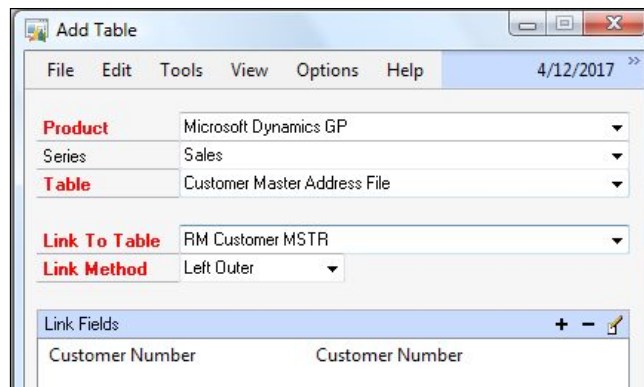 Add Table
File Edit Tools View Options Help 4/12/2017 »
Product Microsoft Dynamics GP
Series Sales
Table Customer Master Address File
Link To Table RM Customer MSTR
Link Method Left Outer
Link Fields
Customer Number Customer Number